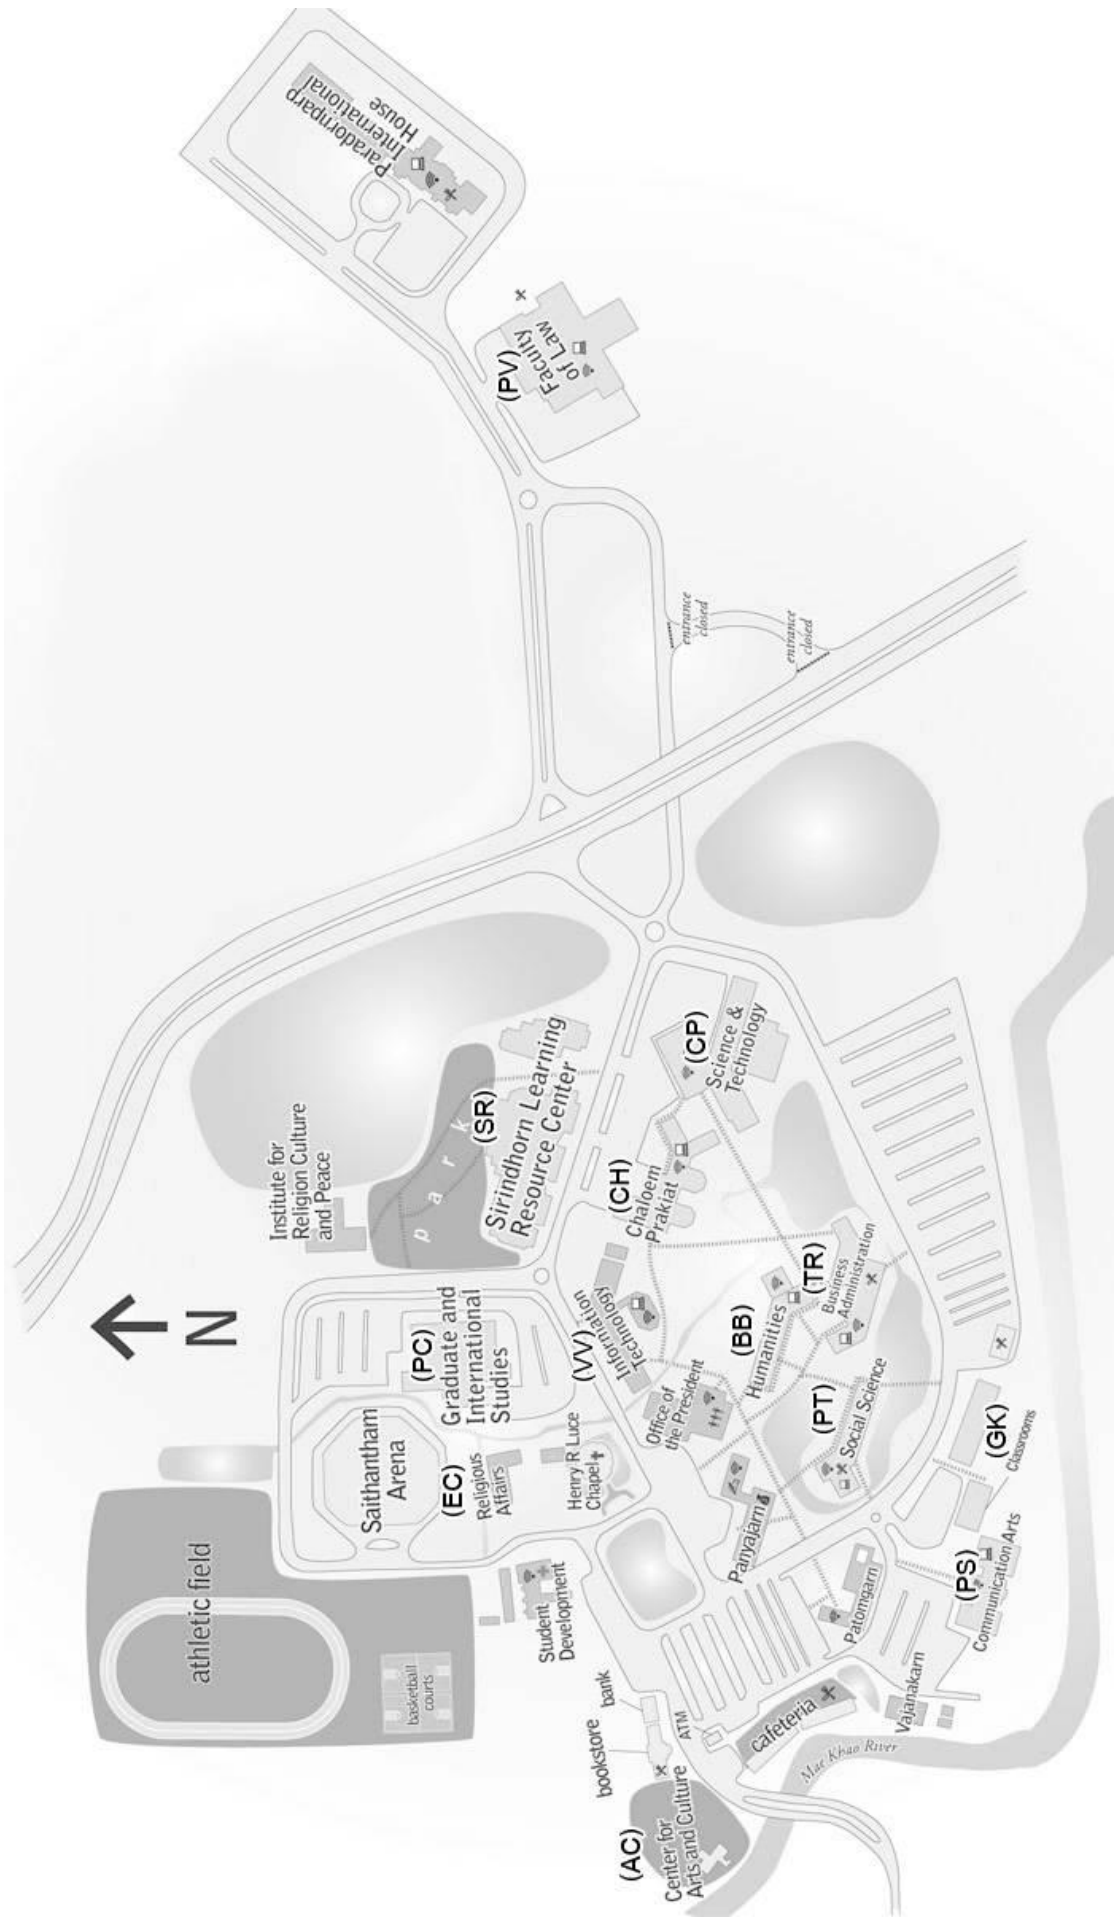 Paradornparp
International
House
(PV)
Faculty
of Law
entrance
closed
entrance
closed
(CP)
Science &
Technology
(SR)
Sirindhorn Learning
Resource Center
park
Institute for
Religion Culture
and Peace
(CH)
Chaloem
Prakiat
N
(TR)
Business
Administration
(BB)
Humanities
(VV)
Information
Technology
(PC)
Graduate and
International
Studies
Office of
the President
(PT)
Social Science
(GK)
Classrooms
Saithantham
Arena
(EC)
Religious
Affairs
Henry R Luce
Chapel
Panyajarn
(PS)
Communication Arts
Patomgarn
Student
Development
athletic field
basketball
courts
Vajanakarn
Cafeteria
ATM
bank
bookstore
Mae Khao River
(AC)
Center for
Arts and Culture